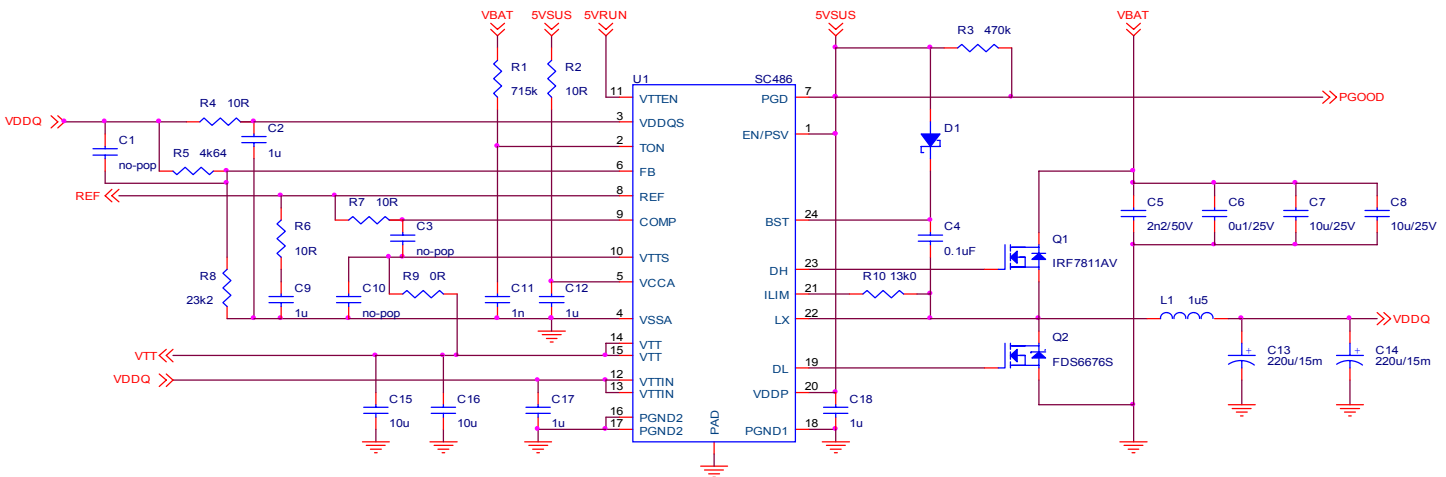 VBAT 5VSUS 5VRUN 5VSUS VBAT
R3 470k
R1 715k
R2 10R
U1 SC486
11 VTTEN
PGD 7
PGOOD
VDDQ
R4 10R
C2 1u
3 VDDQS
EN/PSV 1
D1
C1 no-pop
2 TON
R5 4k64
6 FB
REF
8 REF
R7 10R
9 COMP
BST 24
C5 2n2/50V
C6 0u1/25V
C7 10u/25V
C8 10u/25V
R6 10R
C3 no-pop
C4 0.1uF
Q1 IRF7811AV
10 VTTS
DH 23
R8 23k2
R9 0R
5 VCCA
ILIM 21
R10 13k0
C9 1u
C10 no-pop
C11 1n
C12 1u
4 VSSA
LX 22
L1 1u5
VDDQ
14 VTT
15 VTT
VTT
Q2 FDS6676S
C13 220u/15m
C14 220u/15m
DL 19
VDDQ
12 VTTIN
13 VTTIN
VDDP 20
C15 10u
C16 10u
C17 1u
C18 1u
16 PGND2
17 PGND2
PAD
PGND1 18